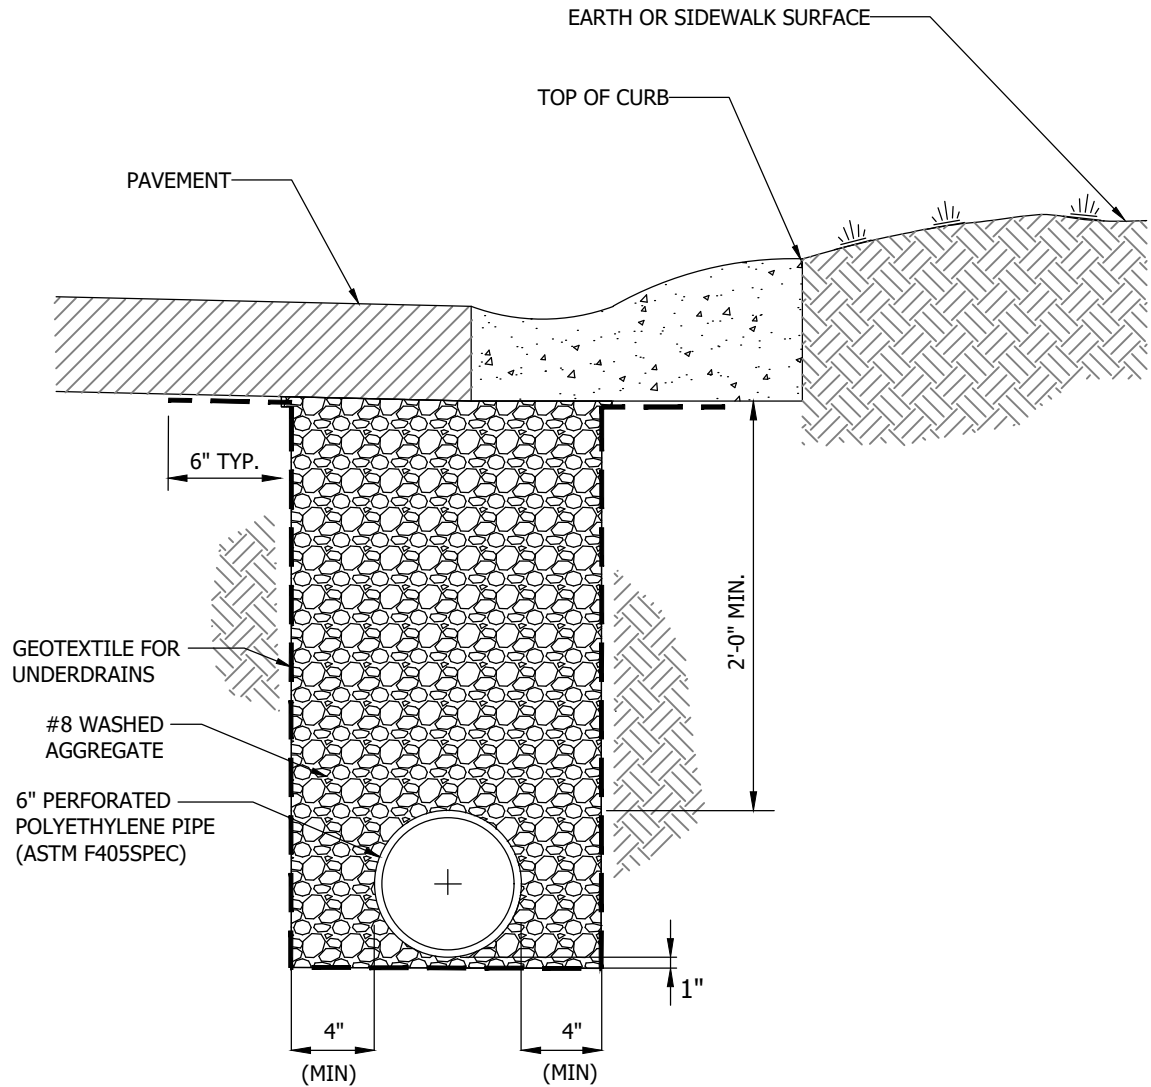 EARTH OR SIDEWALK SURFACE
TOP OF CURB
PAVEMENT
6" TYP.
2'-0" MIN.
GEOTEXTILE FOR
UNDERDRAINS
#8 WASHED
AGGREGATE
6" PERFORATED
POLYETHYLENE PIPE
(ASTM F405SPEC)
1"
4"
(MIN)
4"
(MIN)